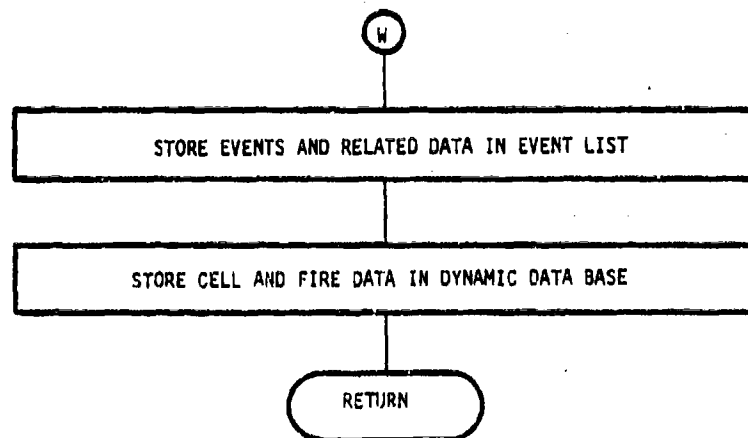 W
STORE EVENTS AND RELATED DATA IN EVENT LIST
STORE CELL AND FIRE DATA IN DYNAMIC DATA BASE
RETURN